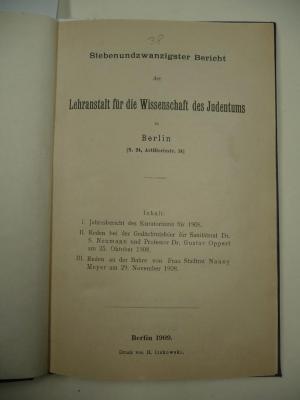 38
Siebenundzwanzigster Bericht
der
Lehranstalt für die Wissenschaft des Judentums
in
Berlin
(N. 24, Artilleriestr. 14)
Inhalt:
I. Jahresbericht des Kuratoriums für 1908.
II. Reden bei der Gedächtnisfeier für Sanitätsrat Dr.
S. Neumann und Professor Dr. Gustav Oppert
am 25. Oktober 1908.
III. Reden an der Bahre von Frau Stadtrat Nanny
Meyer am 29. November 1908.
Berlin 1909.
Druck von H. Itzkowski.